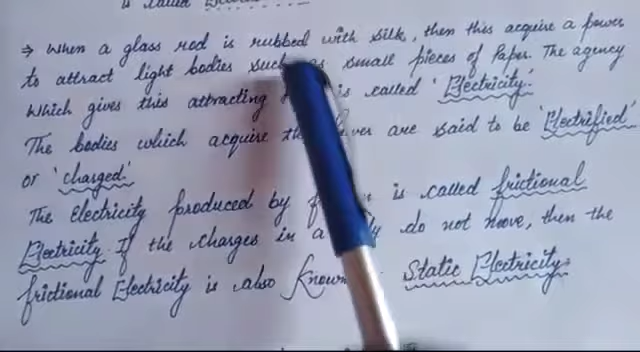 is called
⇒ When a glass rod is rubbed with silk, then this acquire a power
to attract light bodies such as small pieces of Paper. The agency
which gives this attracting is called 'Electricity.'
The bodies which acquire are said to be 'Electrified'
or 'charged.'
The Electricity produced by is called frictional
Electricity. If the charges in a do not move, then the
frictional Electricity is also Known Static Electricity.